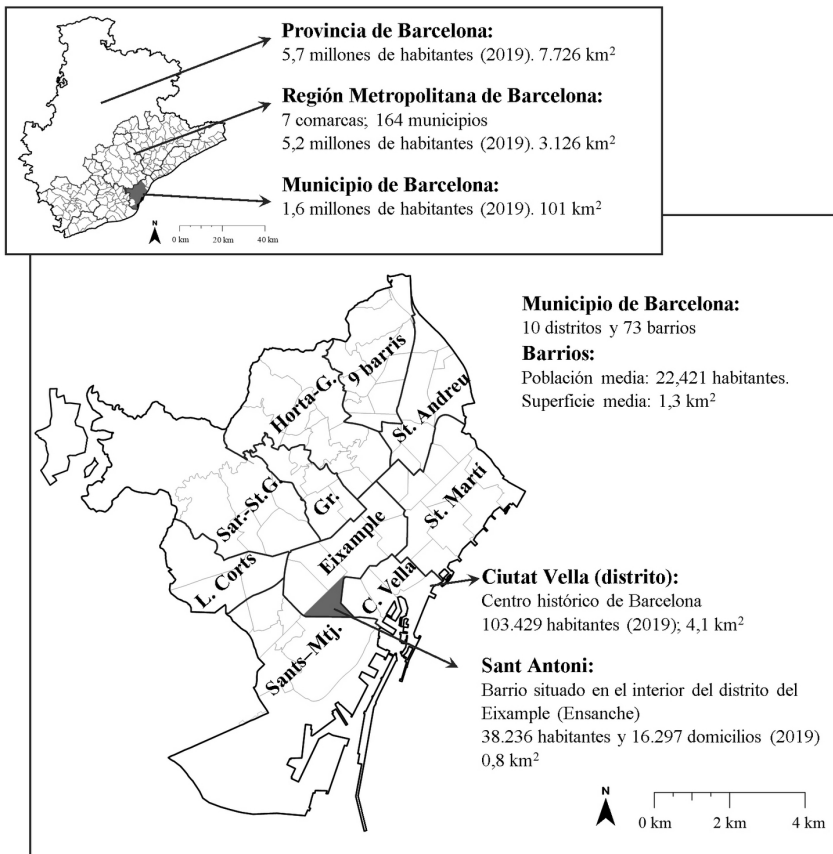 Provincia de Barcelona:
5,7 millones de habitantes (2019). 7.726 km²
Región Metropolitana de Barcelona:
7 comarcas; 164 municipios
5,2 millones de habitantes (2019). 3.126 km²
Municipio de Barcelona:
1,6 millones de habitantes (2019). 101 km²
N
0 km 20 km 40 km
Municipio de Barcelona:
10 distritos y 73 barrios
Barrios:
Población media: 22,421 habitantes.
Superficie media: 1,3 km²
9 barris
Horta-G.
St. Andreu
Sar.-St.G.
Gr.
St. Martí
Eixample
L. Corts
C. Vella
Sants–Mtj.
Ciutat Vella (distrito):
Centro histórico de Barcelona
103.429 habitantes (2019); 4,1 km²
Sant Antoni:
Barrio situado en el interior del distrito del
Eixample (Ensanche)
38.236 habitantes y 16.297 domicilios (2019)
0,8 km²
N
0 km 2 km 4 km